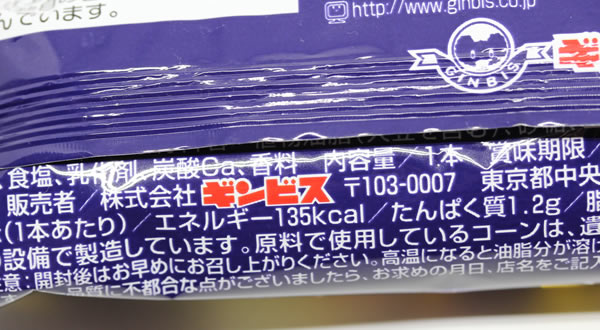 んでいます。
http://www.ginbis.co
GINBIS
ギン
、食塩、乳化剤、炭酸Ca、香料 内容量 1本 賞味期限/
販売者/株式会社 ギンビス 〒103-0007 東京都中央
(1本あたり)/エネルギー135kcal/たんぱく質1.2g/脂
設備で製造しています。原料で使用しているコーンは、遺
注意:開封後はお早めにお召し上がりください。高温になると油脂分が溶け
品質に不都合な点がございましたら、お求めの月日、店名をご記入